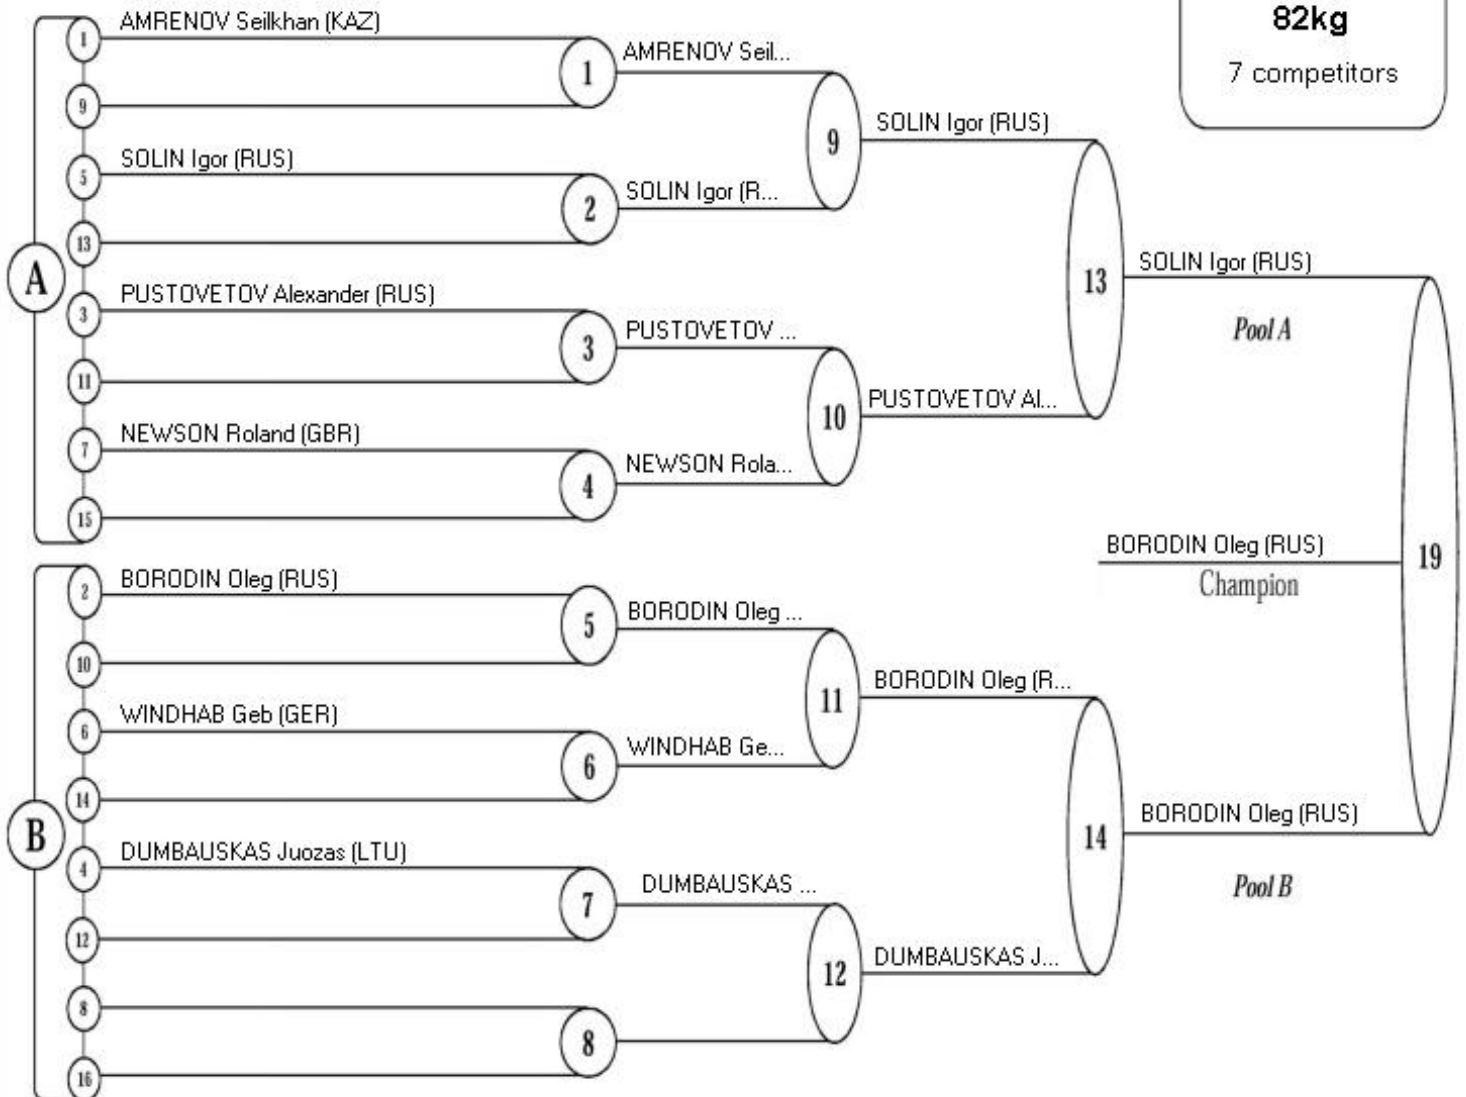 82kg
7 competitors
A
1
AMRENOV Seilkhan (KAZ)
9
1
AMRENOV Seil...
5
SOLIN Igor (RUS)
13
2
SOLIN Igor (R...
9
SOLIN Igor (RUS)
3
PUSTOVETOV Alexander (RUS)
11
3
PUSTOVETOV ...
7
NEWSON Roland (GBR)
15
4
NEWSON Rola...
10
PUSTOVETOV Al...
13
SOLIN Igor (RUS)
Pool A
BORODIN Oleg (RUS)
Champion
19
B
2
BORODIN Oleg (RUS)
10
5
BORODIN Oleg ...
6
WINDHAB Geb (GER)
14
6
WINDHAB Ge...
11
BORODIN Oleg (R...
4
DUMBAUSKAS Juozas (LTU)
12
7
DUMBAUSKAS ...
8
16
8
12
DUMBAUSKAS J...
14
BORODIN Oleg (RUS)
Pool B